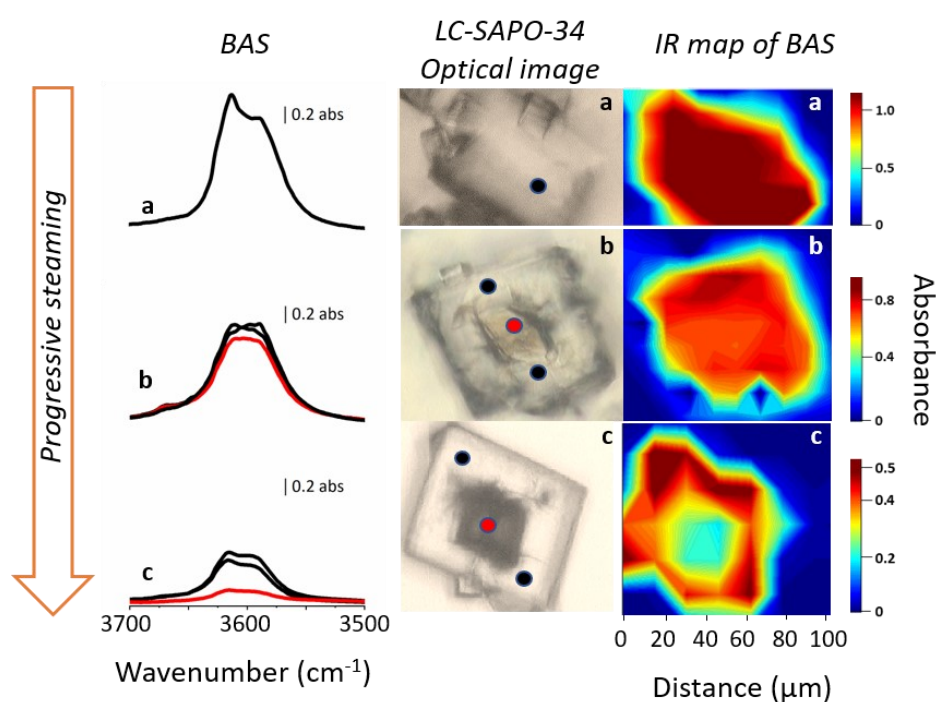 BAS
LC-SAPO-34
Optical image
IR map of BAS
Progressive steaming
a
| 0.2 abs
a
a
1.0
0.5
0
b
| 0.2 abs
b
b
0.8
0.4
0
c
| 0.2 abs
c
c
0.5
0.4
0.2
0
Absorbance
3700
3600
3500
Wavenumber (cm⁻¹)
0
20
40
60
80
100
Distance (µm)